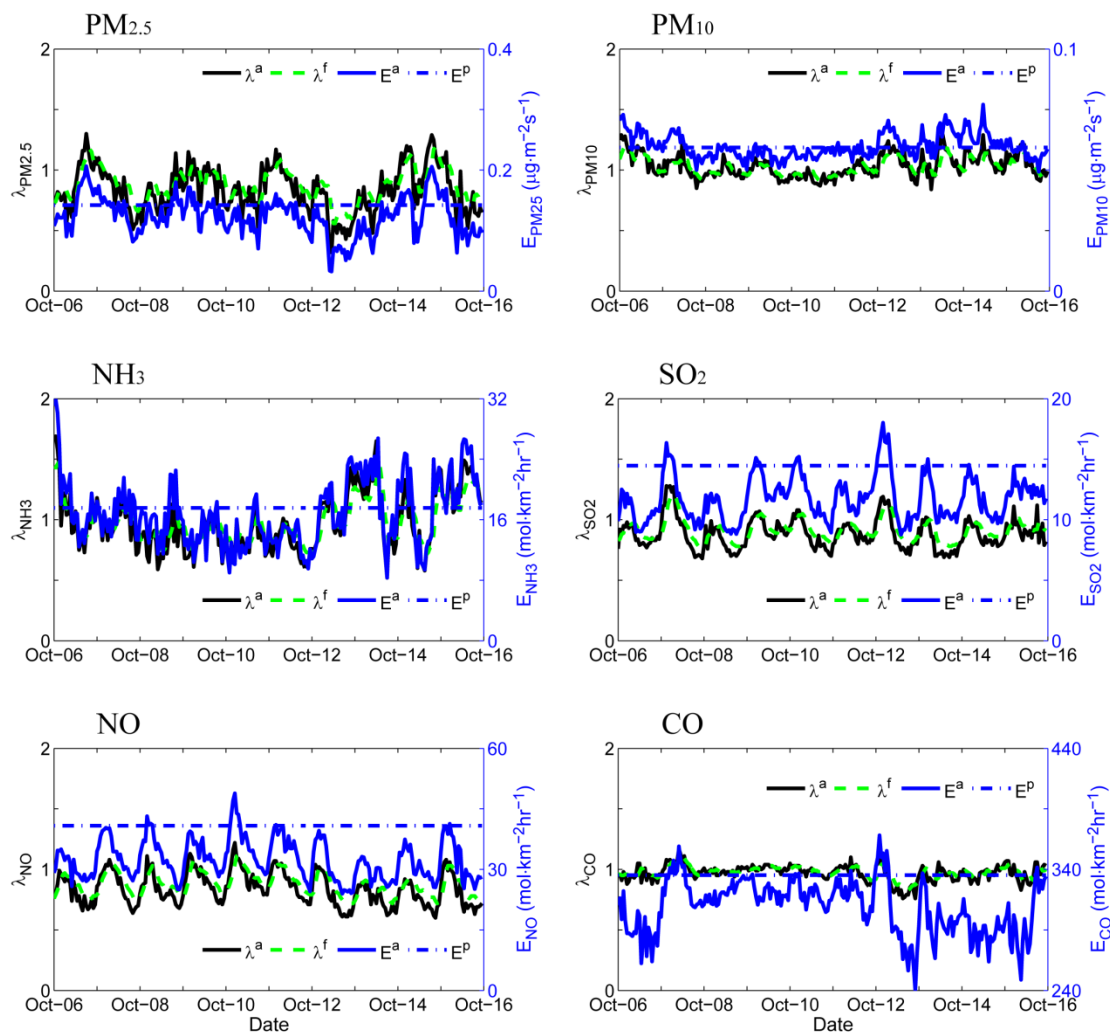 PM2.5
2
1
0
λPM2.5
λa λf Ea Ep
0.4
0.2
0
EPM25 (μg·m−2s−1)
Oct−06 Oct−08 Oct−10 Oct−12 Oct−14 Oct−16
PM10
2
1
0
λPM10
λa λf Ea Ep
0.1
0
EPM10 (μg·m−2s−1)
Oct−06 Oct−08 Oct−10 Oct−12 Oct−14 Oct−16
NH3
2
1
0
λNH3
λa λf Ea Ep
32
24
16
8
0
ENH3 (mol·km−2hr−1)
Oct−06 Oct−08 Oct−10 Oct−12 Oct−14 Oct−16
SO2
2
1
0
λSO2
λa λf Ea Ep
20
10
0
ESO2 (mol·km−2hr−1)
Oct−06 Oct−08 Oct−10 Oct−12 Oct−14 Oct−16
NO
2
1
0
λNO
λa λf Ea Ep
60
45
30
15
0
ENO (mol·km−2hr−1)
Oct−06 Oct−08 Oct−10 Oct−12 Oct−14 Oct−16
Date
CO
2
1
0
λCO
λa λf Ea Ep
440
340
240
ECO (mol·km−2hr−1)
Oct−06 Oct−08 Oct−10 Oct−12 Oct−14 Oct−16
Date